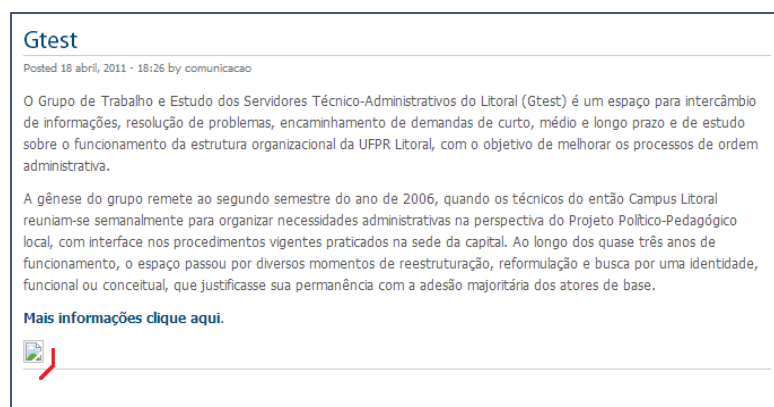 Gtest
Posted 18 abril, 2011 - 18:26 by comunicacao
O Grupo de Trabalho e Estudo dos Servidores Técnico-Administrativos do Litoral (Gtest) é um espaço para intercâmbio
de informações, resolução de problemas, encaminhamento de demandas de curto, médio e longo prazo e de estudo
sobre o funcionamento da estrutura organizacional da UFPR Litoral, com o objetivo de melhorar os processos de ordem
administrativa.
A gênese do grupo remete ao segundo semestre do ano de 2006, quando os técnicos do então Campus Litoral
reuniam-se semanalmente para organizar necessidades administrativas na perspectiva do Projeto Político-Pedagógico
local, com interface nos procedimentos vigentes praticados na sede da capital. Ao longo dos quase três anos de
funcionamento, o espaço passou por diversos momentos de reestruturação, reformulação e busca por uma identidade,
funcional ou conceitual, que justificasse sua permanência com a adesão majoritária dos atores de base.
Mais informações clique aqui.